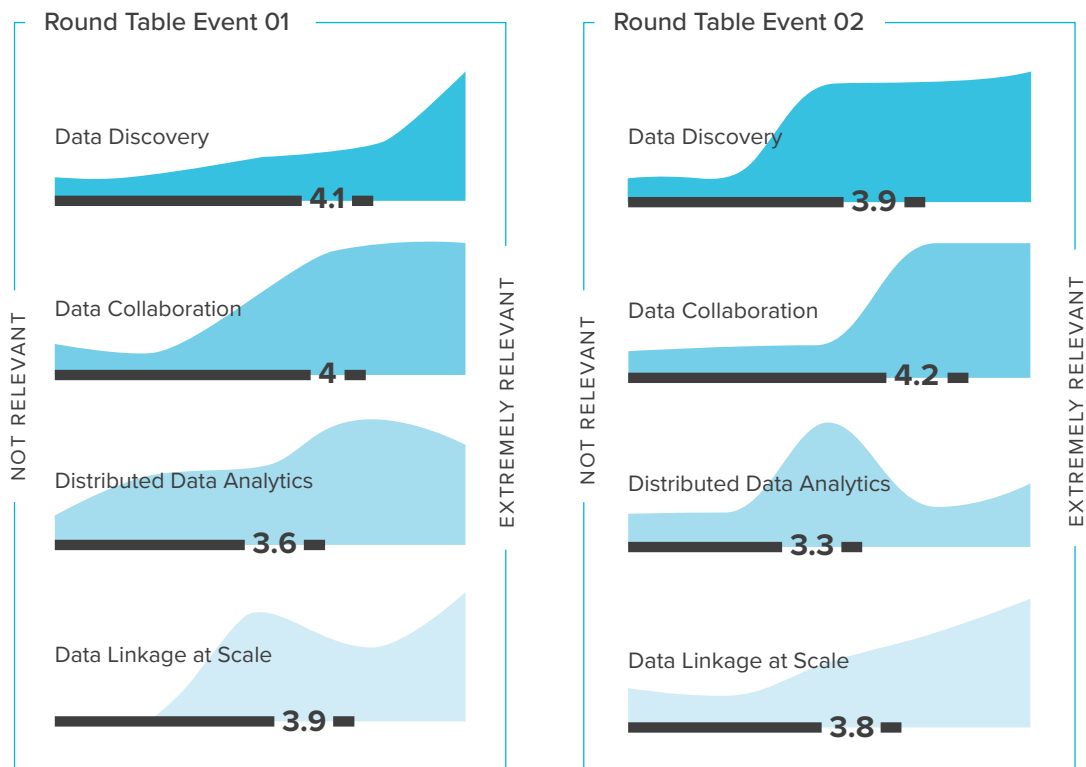 Round Table Event 01
Data Discovery
4.1
Data Collaboration
4
Distributed Data Analytics
3.6
Data Linkage at Scale
3.9
NOT RELEVANT
EXTREMELY RELEVANT
Round Table Event 02
Data Discovery
3.9
Data Collaboration
4.2
Distributed Data Analytics
3.3
Data Linkage at Scale
3.8
NOT RELEVANT
EXTREMELY RELEVANT